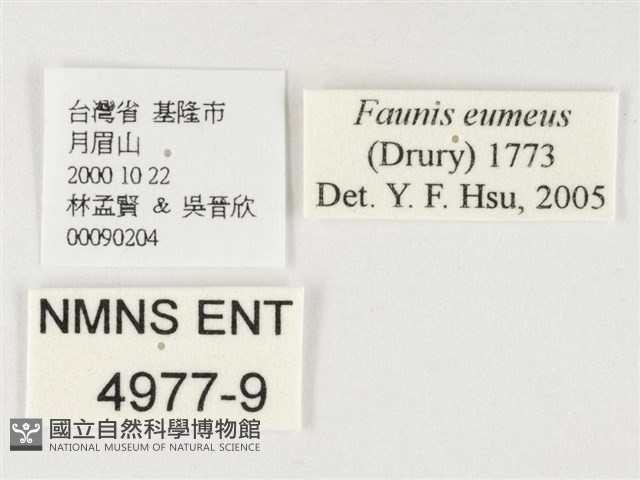 台灣省 基隆市
月眉山
2000 10 22
林孟賢 & 吳晉欣
00090204
Faunis eumeus
(Drury) 1773
Det. Y. F. Hsu, 2005
NMNS ENT
4977-9
國立自然科學博物館
NATIONAL MUSEUM OF NATURAL SCIENCE